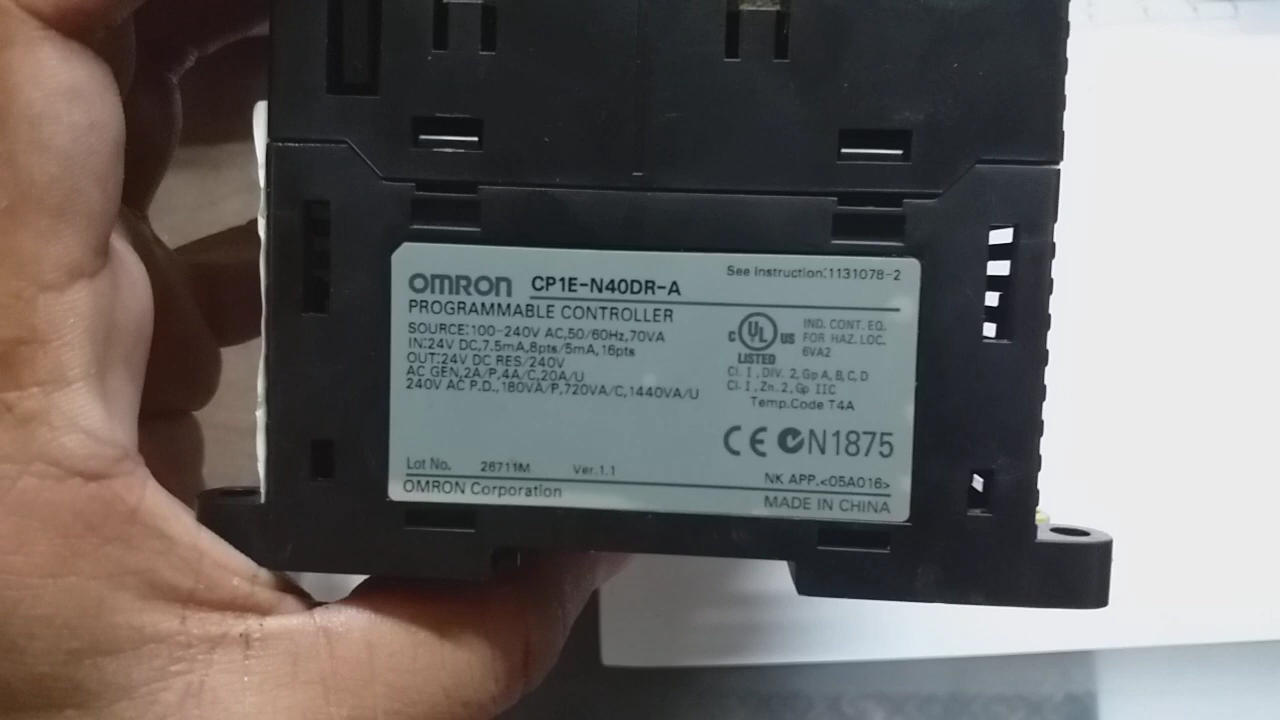 OMRON CP1E-N40DR-A
See Instruction:1131078-2
PROGRAMMABLE CONTROLLER
SOURCE:100-240V AC,50/60Hz,70VA
IN:24V DC,7.5mA,8pts/5mA,16pts
OUT:24V DC RES/240V
AC GEN,2A/P,4A/C,20A/U
240V AC P.D.,180VA/P,720VA/C,1440VA/U
C UL US
LISTED
IND. CONT. EQ.
FOR HAZ. LOC.
6VA2
Cl. I, DIV. 2, Gp A, B, C, D
Cl. I, Zn. 2, Gp IIC
Temp.Code T4A
CE N1875
Lot No. 26711M Ver.1.1
NK APP.<05A016>
OMRON Corporation
MADE IN CHINA